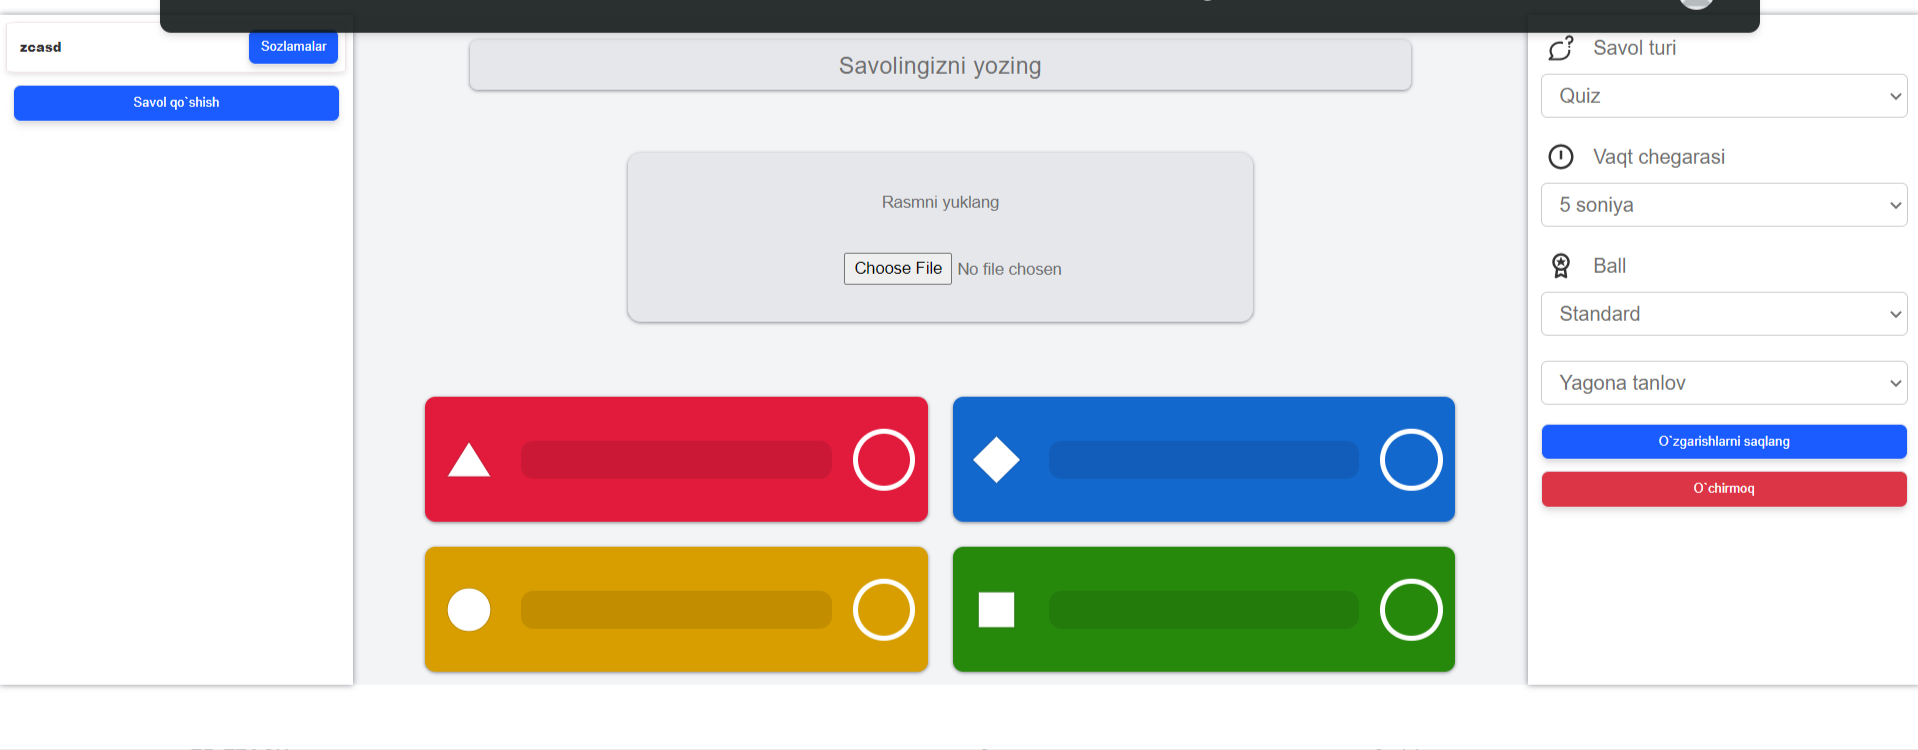 zcasd
Sozlamalar
Savol qo`shish
Savolingizni yozing
Rasmni yuklang
Choose File No file chosen
Savol turi
Quiz
Vaqt chegarasi
5 soniya
Ball
Standard
Yagona tanlov
O`zgarishlarni saqlang
O`chirmoq